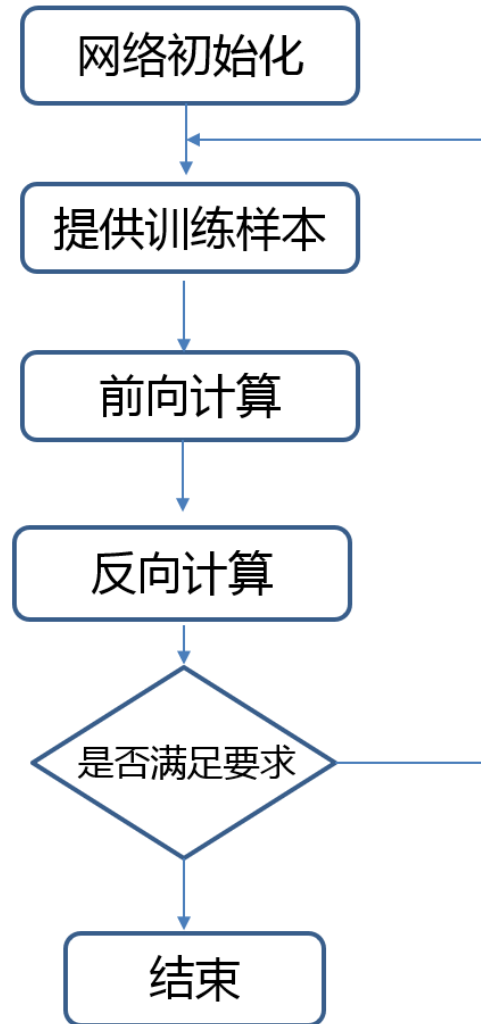 网络初始化
提供训练样本
前向计算
反向计算
是否满足要求
结束